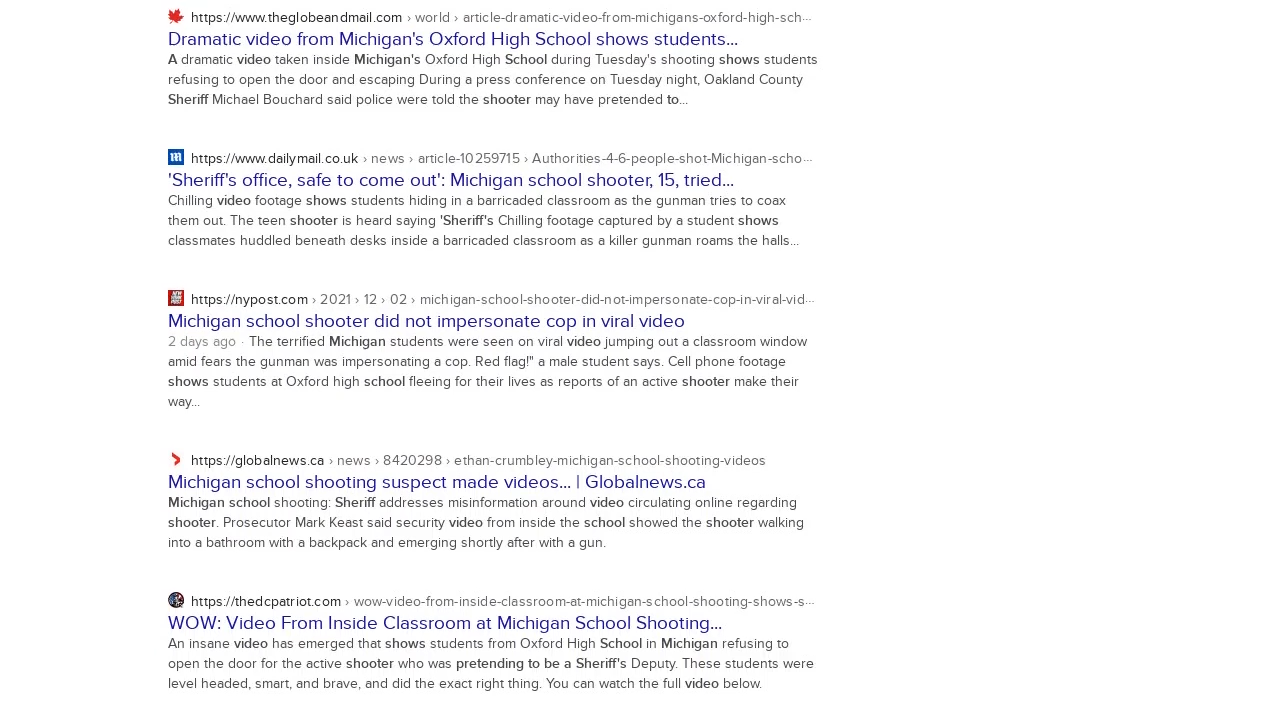 https://www.theglobeandmail.com › world › article-dramatic-video-from-michigans-oxford-high-sch...
Dramatic video from Michigan's Oxford High School shows students...
A dramatic video taken inside Michigan's Oxford High School during Tuesday's shooting shows students
refusing to open the door and escaping During a press conference on Tuesday night, Oakland County
Sheriff Michael Bouchard said police were told the shooter may have pretended to...
https://www.dailymail.co.uk › news › article-10259715 › Authorities-4-6-people-shot-Michigan-scho...
'Sheriff's office, safe to come out': Michigan school shooter, 15, tried...
Chilling video footage shows students hiding in a barricaded classroom as the gunman tries to coax
them out. The teen shooter is heard saying 'Sheriff's Chilling footage captured by a student shows
classmates huddled beneath desks inside a barricaded classroom as a killer gunman roams the halls...
https://nypost.com › 2021 › 12 › 02 › michigan-school-shooter-did-not-impersonate-cop-in-viral-vid...
Michigan school shooter did not impersonate cop in viral video
2 days ago · The terrified Michigan students were seen on viral video jumping out a classroom window
amid fears the gunman was impersonating a cop. Red flag!" a male student says. Cell phone footage
shows students at Oxford high school fleeing for their lives as reports of an active shooter make their
way...
https://globalnews.ca › news › 8420298 › ethan-crumbley-michigan-school-shooting-videos
Michigan school shooting suspect made videos... | Globalnews.ca
Michigan school shooting: Sheriff addresses misinformation around video circulating online regarding
shooter. Prosecutor Mark Keast said security video from inside the school showed the shooter walking
into a bathroom with a backpack and emerging shortly after with a gun.
https://thedcpatriot.com › wow-video-from-inside-classroom-at-michigan-school-shooting-shows-s...
WOW: Video From Inside Classroom at Michigan School Shooting...
An insane video has emerged that shows students from Oxford High School in Michigan refusing to
open the door for the active shooter who was pretending to be a Sheriff's Deputy. These students were
level headed, smart, and brave, and did the exact right thing. You can watch the full video below.